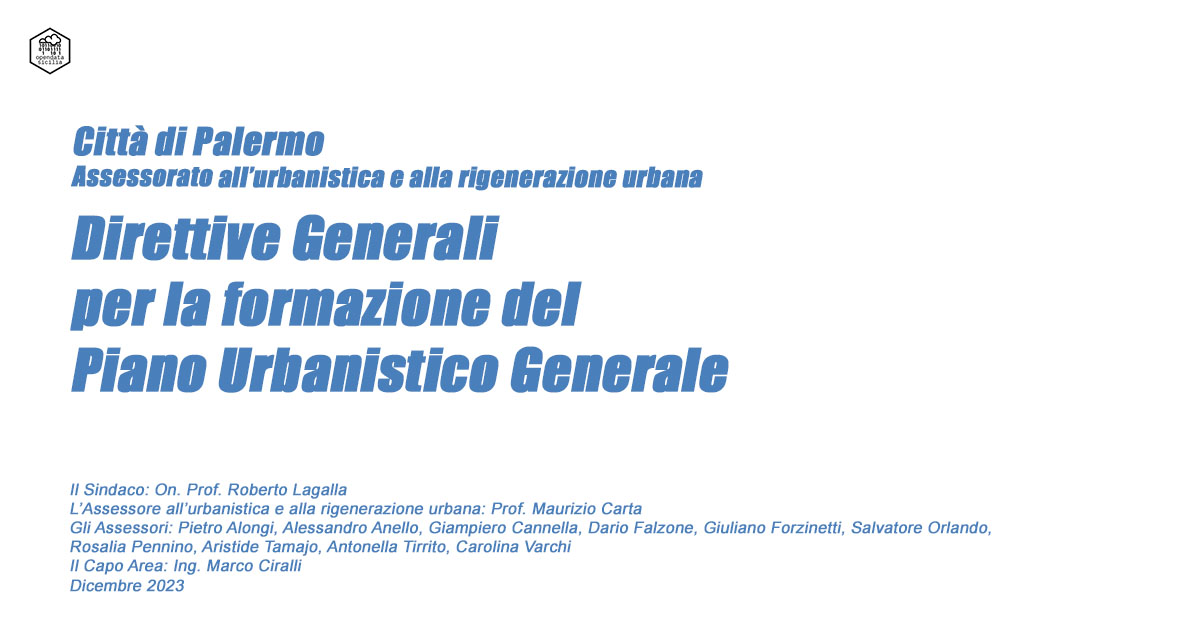 opendata
sicilia
Città di Palermo
Assessorato all’urbanistica e alla rigenerazione urbana
Direttive Generali
per la formazione del
Piano Urbanistico Generale
Il Sindaco: On. Prof. Roberto Lagalla
L’Assessore all’urbanistica e alla rigenerazione urbana: Prof. Maurizio Carta
Gli Assessori: Pietro Alongi, Alessandro Anello, Giampiero Cannella, Dario Falzone, Giuliano Forzinetti, Salvatore Orlando,
Rosalia Pennino, Aristide Tamajo, Antonella Tirrito, Carolina Varchi
Il Capo Area: Ing. Marco Ciralli
Dicembre 2023